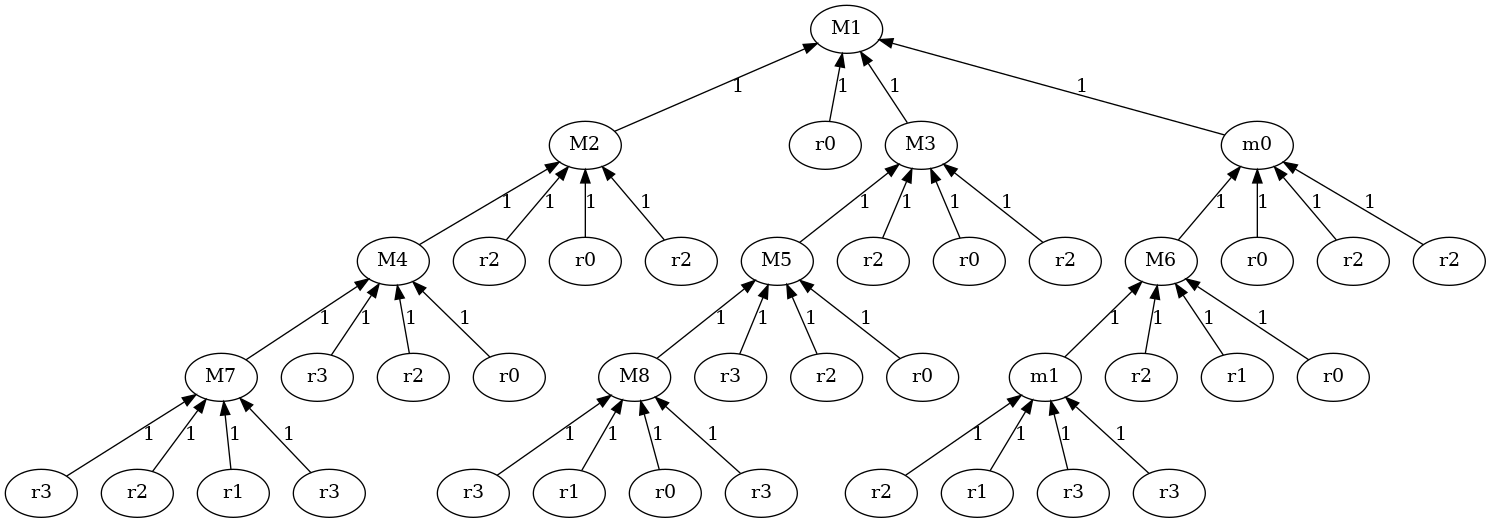 M1
1 1 1 1
M2 r0 M3 m0
1 1 1 1 1 1 1 1 1 1 1 1
M4 r2 r0 r2 M5 r2 r0 r2 M6 r0 r2 r2
1 1 1 1 1 1 1 1 1 1 1 1
M7 r3 r2 r0 M8 r3 r2 r0 m1 r2 r1 r0
1 1 1 1 1 1 1 1 1 1 1 1
r3 r2 r1 r3 r3 r1 r0 r3 r2 r1 r3 r3